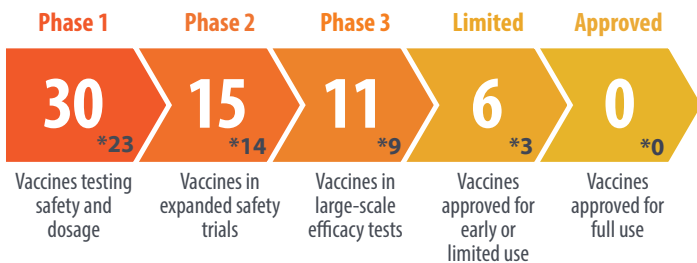 Phase 1 Phase 2 Phase 3 Limited Approved
30 15 11 6 0
*23 *14 *9 *3 *0
Vaccines testing Vaccines in Vaccines in Vaccines Vaccines
safety and expanded safety large-scale approved for approved for
dosage trials efficacy tests early or full use
limited use